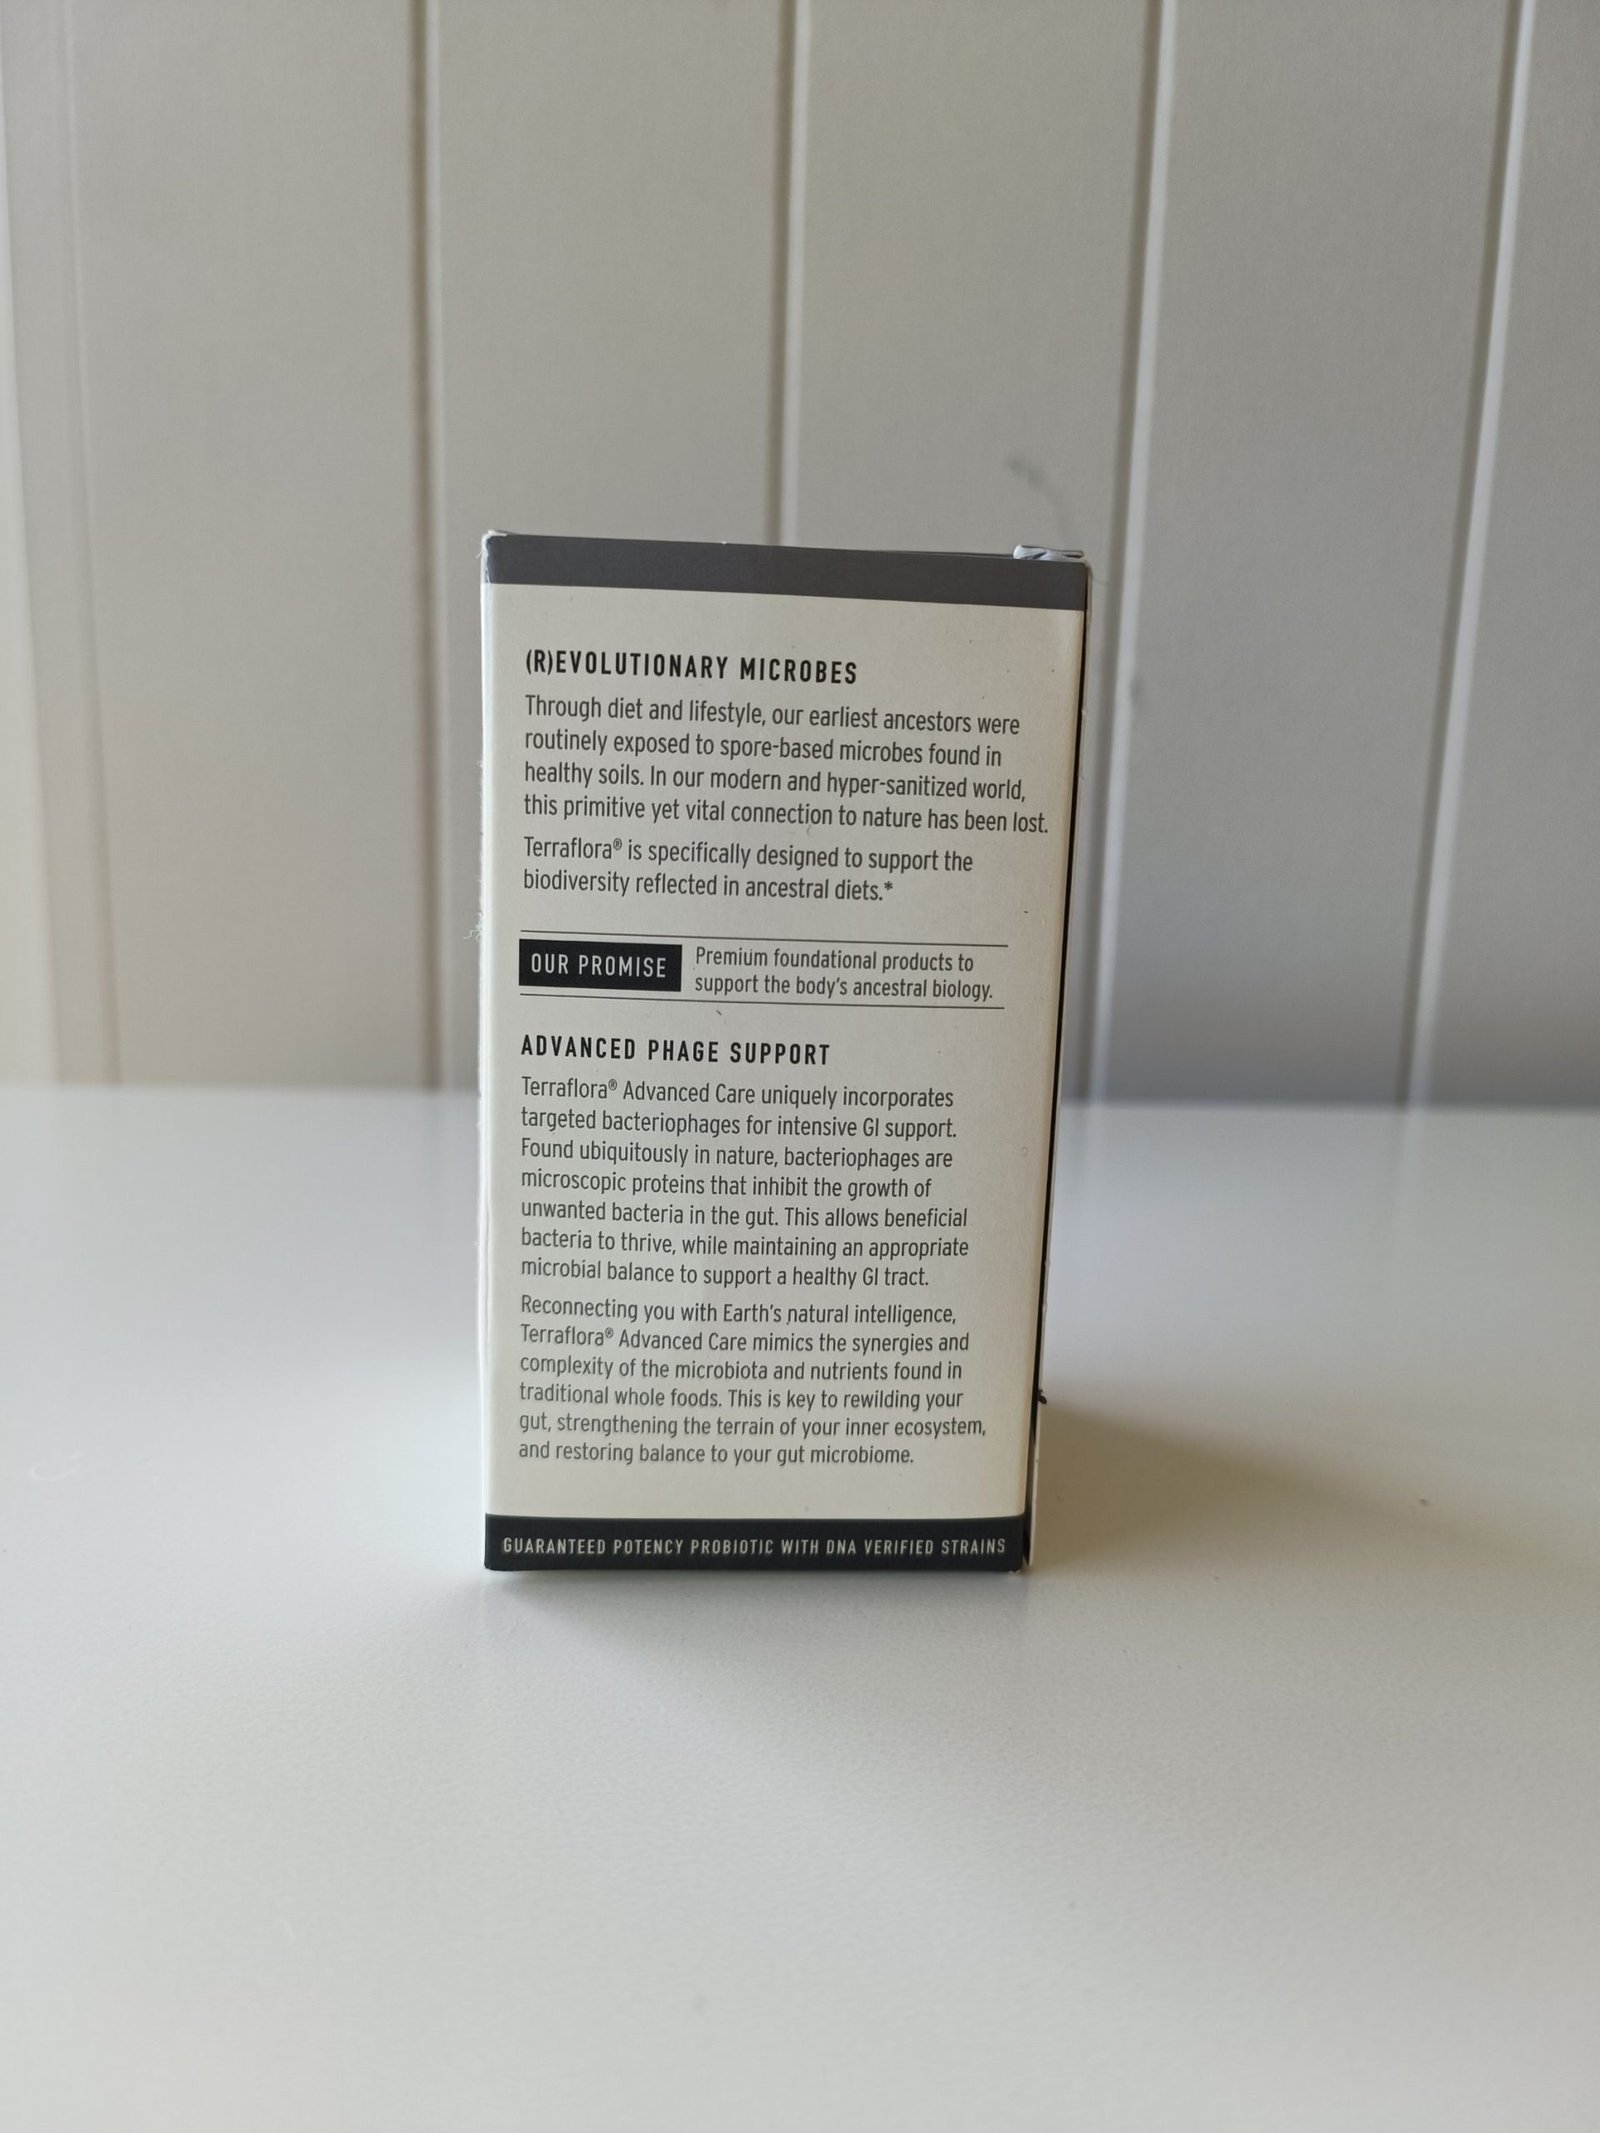 (R)EVOLUTIONARY MICROBES
Through diet and lifestyle, our earliest ancestors were
routinely exposed to spore-based microbes found in
healthy soils. In our modern and hyper-sanitized world,
this primitive yet vital connection to nature has been lost.
Terraflora® is specifically designed to support the
biodiversity reflected in ancestral diets.*
OUR PROMISE
Premium foundational products to
support the body's ancestral biology.
ADVANCED PHAGE SUPPORT
Terraflora® Advanced Care uniquely incorporates
targeted bacteriophages for intensive GI support.
Found ubiquitously in nature, bacteriophages are
microscopic proteins that inhibit the growth of
unwanted bacteria in the gut. This allows beneficial
bacteria to thrive, while maintaining an appropriate
microbial balance to support a healthy GI tract.
Reconnecting you with Earth's natural intelligence,
Terraflora® Advanced Care mimics the synergies and
complexity of the microbiota and nutrients found in
traditional whole foods. This is key to rewilding your
gut, strengthening the terrain of your inner ecosystem,
and restoring balance to your gut microbiome.
GUARANTEED POTENCY PROBIOTIC WITH DNA VERIFIED STRAINS